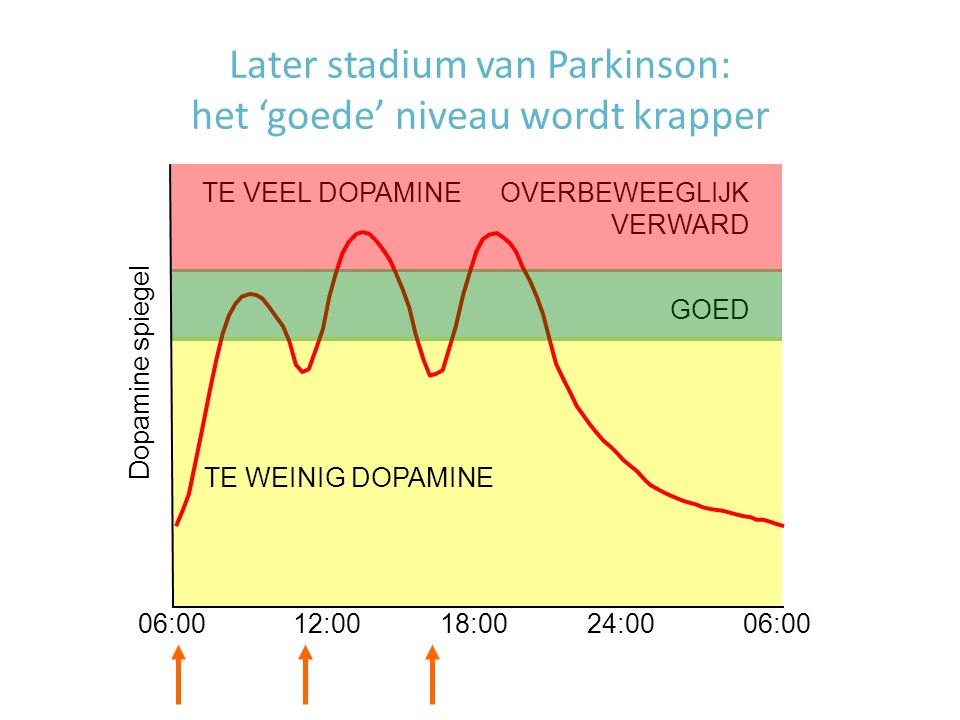 Later stadium van Parkinson:
het ‘goede’ niveau wordt krapper
TE VEEL DOPAMINE
OVERBEWEEGLIJK
VERWARD
GOED
Dopamine spiegel
TE WEINIG DOPAMINE
06:00 12:00 18:00 24:00 06:00